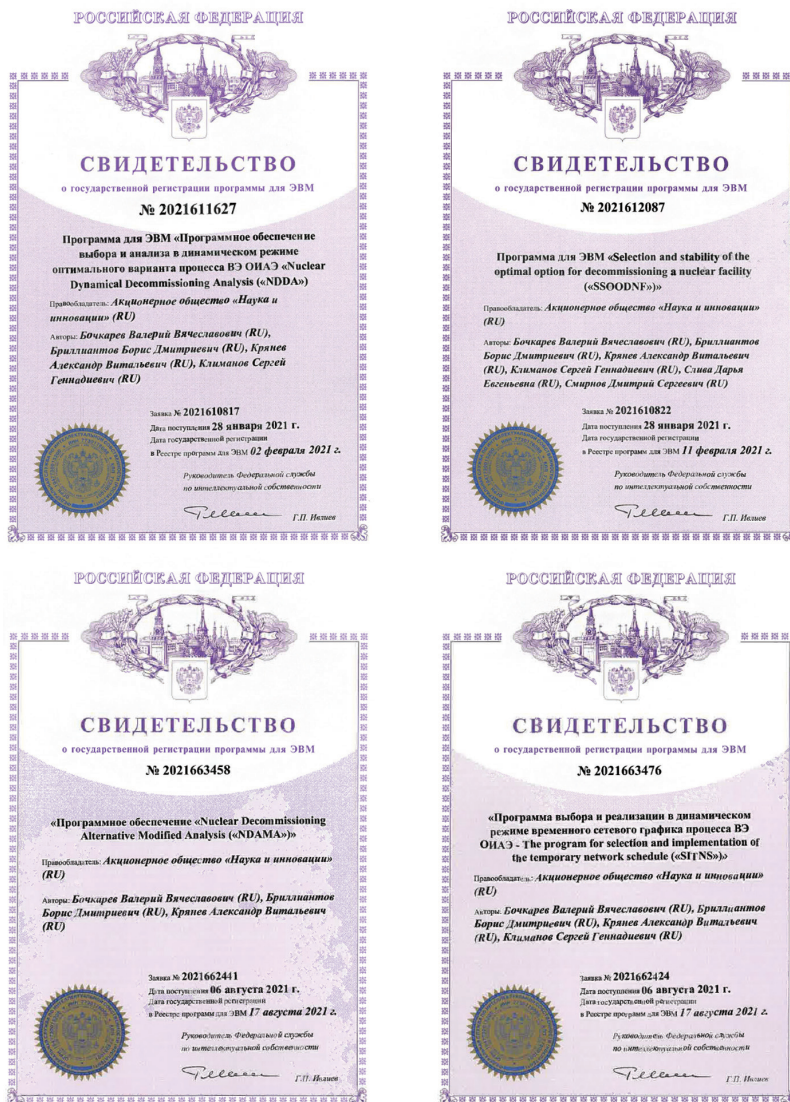 РОССИЙСКАЯ ФЕДЕРАЦИЯ
СВИДЕТЕЛЬСТВО
о государственной регистрации программы для ЭВМ
№ 2021611627
Программа для ЭВМ «Программное обеспечение
выбора и анализа в динамическом режиме
оптимального варианта процесса ВЭ ОИАЭ «Nuclear
Dynamical Decommissioning Analysis («NDDA»)
Правообладатель: Акционерное общество «Наука и
инновации» (RU)
Авторы: Бочкарев Валерий Вячеславович (RU),
Бриллиантов Борис Дмитриевич (RU), Крянев
Александр Витальевич (RU), Климанов Сергей
Геннадиевич (RU)
Заявка № 2021610817
Дата поступления 28 января 2021 г.
Дата государственной регистрации
в Реестре программ для ЭВМ 02 февраля 2021 г.
Руководитель Федеральной службы
по интеллектуальной собственности
Г.П. Ивлиев
РОССИЙСКАЯ ФЕДЕРАЦИЯ
СВИДЕТЕЛЬСТВО
о государственной регистрации программы для ЭВМ
№ 2021612087
Программа для ЭВМ «Selection and stability of the
optimal option for decommissioning a nuclear facility
(«SSOODNF»)»
Правообладатель: Акционерное общество «Наука и инновации»
(RU)
Авторы: Бочкарев Валерий Вячеславович (RU), Бриллиантов
Борис Дмитриевич (RU), Крянев Александр Витальевич
(RU), Климанов Сергей Геннадиевич (RU), Слива Дарья
Евгеньевна (RU), Смирнов Дмитрий Сергеевич (RU)
Заявка № 2021610822
Дата поступления 28 января 2021 г.
Дата государственной регистрации
в Реестре программ для ЭВМ 11 февраля 2021 г.
Руководитель Федеральной службы
по интеллектуальной собственности
Г.П. Ивлиев
РОССИЙСКАЯ ФЕДЕРАЦИЯ
СВИДЕТЕЛЬСТВО
о государственной регистрации программы для ЭВМ
№ 2021663458
«Программное обеспечение «Nuclear Decommissioning
Alternative Modified Analysis («NDAMA»)»
Правообладатель: Акционерное общество «Наука и инновации»
(RU)
Авторы: Бочкарев Валерий Вячеславович (RU), Бриллиантов
Борис Дмитриевич (RU), Крянев Александр Витальевич
(RU)
Заявка № 2021662441
Дата поступления 06 августа 2021 г.
Дата государственной регистрации
в Реестре программ для ЭВМ 17 августа 2021 г.
Руководитель Федеральной службы
по интеллектуальной собственности
Г.П. Ивлиев
РОССИЙСКАЯ ФЕДЕРАЦИЯ
СВИДЕТЕЛЬСТВО
о государственной регистрации программы для ЭВМ
№ 2021663476
«Программа выбора и реализации в динамическом
режиме временного сетевого графика процесса ВЭ
ОИАЭ - The program for selection and implementation of
the temporary network schedule («SITNS»)»
Правообладатель: Акционерное общество «Наука и инновации»
(RU)
Авторы: Бочкарев Валерий Вячеславович (RU), Бриллиантов
Борис Дмитриевич (RU), Крянев Александр Витальевич
(RU), Климанов Сергей Геннадиевич (RU)
Заявка № 2021662424
Дата поступления 06 августа 2021 г.
Дата государственной регистрации
в Реестре программ для ЭВМ 17 августа 2021 г.
Руководитель Федеральной службы
по интеллектуальной собственности
Г.П. Ивлиев